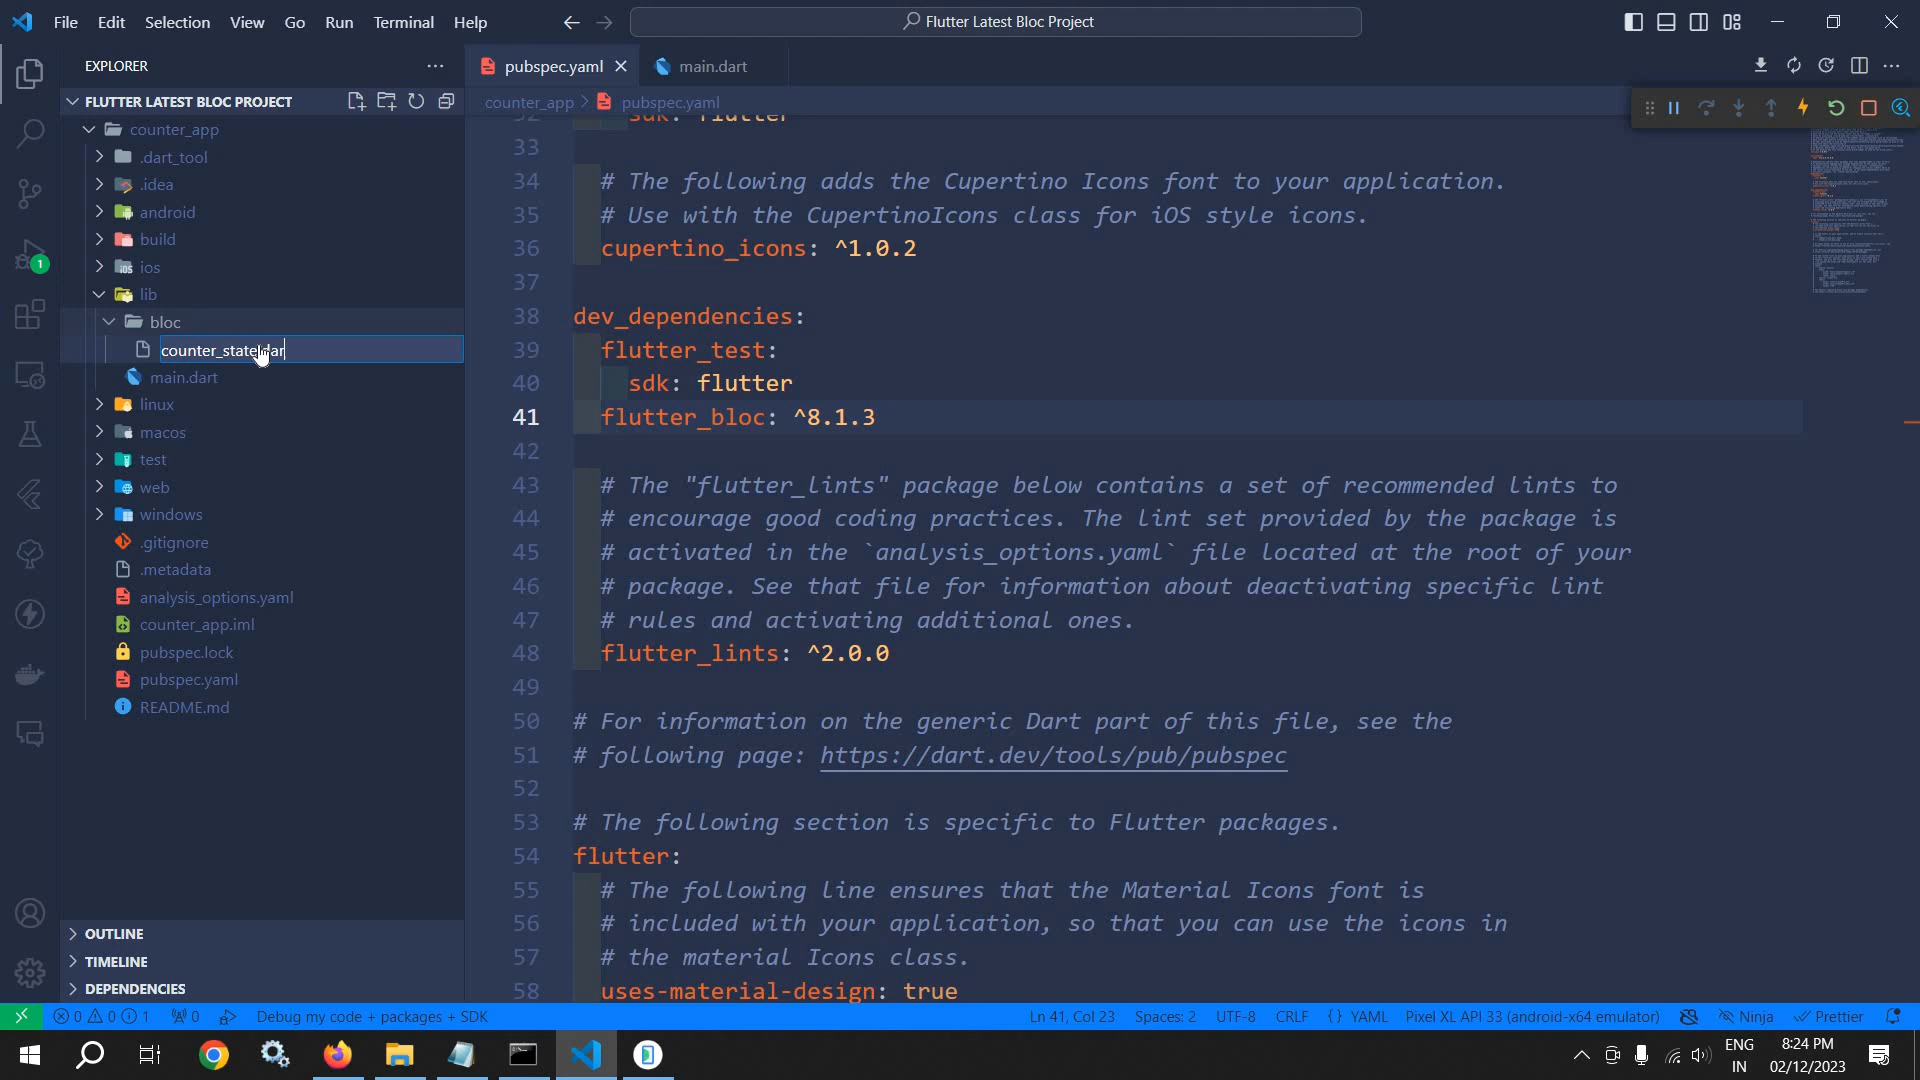 File Edit Selection View Go Run Terminal Help
Flutter Latest Bloc Project
EXPLORER
pubspec.yaml
main.dart
FLUTTER LATEST BLOC PROJECT
counter_app > pubspec.yaml
counter_app
.dart_tool
.idea
android
build
ios
lib
bloc
main.dart
linux
macos
test
web
windows
.gitignore
.metadata
analysis_options.yaml
counter_app.iml
pubspec.lock
pubspec.yaml
README.md
OUTLINE
TIMELINE
DEPENDENCIES
32 sdk: flutter
33
34 # The following adds the Cupertino Icons font to your application.
35 # Use with the CupertinoIcons class for iOS style icons.
36 cupertino_icons: ^1.0.2
37
38 dev_dependencies:
39 flutter_test:
40 sdk: flutter
41 flutter_bloc: ^8.1.3
42
43 # The "flutter_lints" package below contains a set of recommended lints to
44 # encourage good coding practices. The lint set provided by the package is
45 # activated in the `analysis_options.yaml` file located at the root of your
46 # package. See that file for information about deactivating specific lint
47 # rules and activating additional ones.
48 flutter_lints: ^2.0.0
49
50 # For information on the generic Dart part of this file, see the
51 # following page: https://dart.dev/tools/pub/pubspec
52
53 # The following section is specific to Flutter packages.
54 flutter:
55 # The following line ensures that the Material Icons font is
56 # included with your application, so that you can use the icons in
57 # the material Icons class.
58 uses-material-design: true
0 0 1 0 Debug my code + packages + SDK
Ln 41, Col 23 Spaces: 2 UTF-8 CRLF {} YAML Pixel XL API 33 (android-x64 emulator) Ninja Prettier
ENG
IN
8:24 PM
02/12/2023